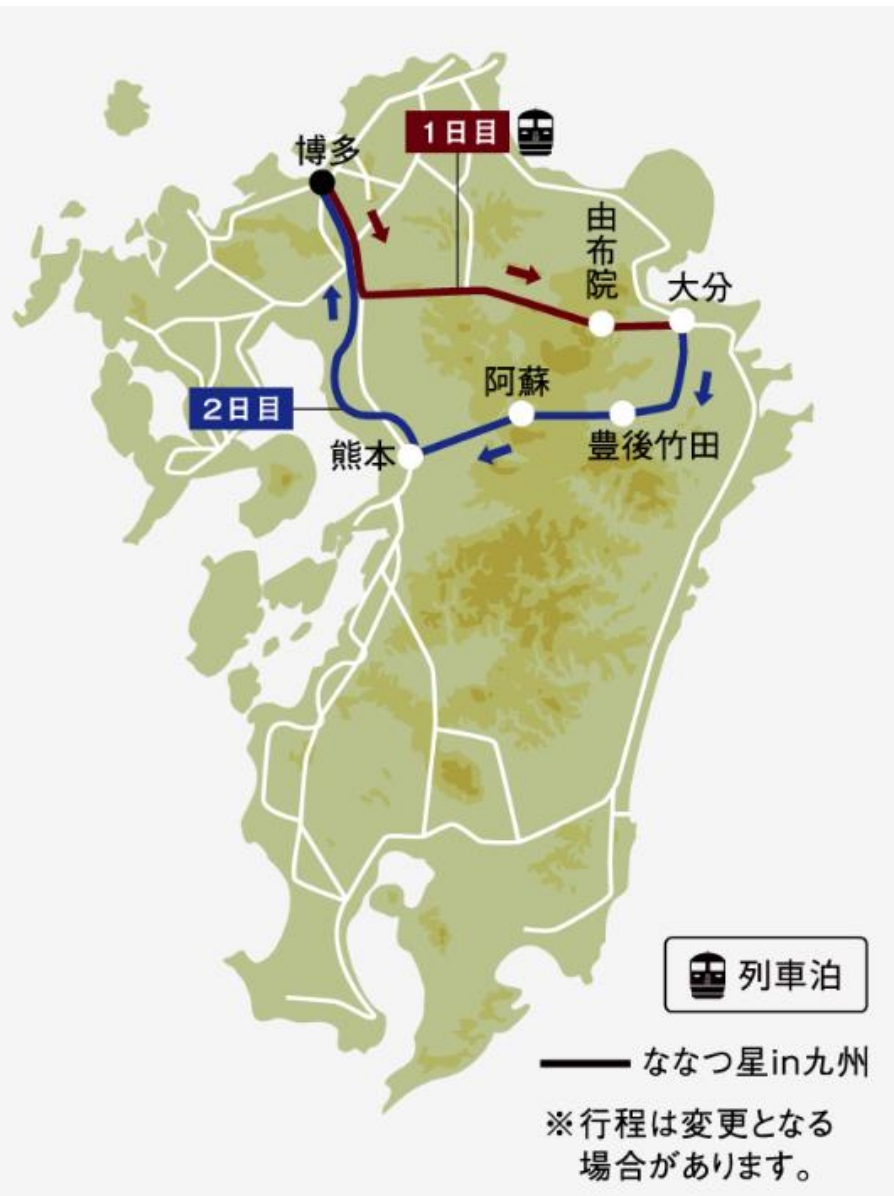 1日目
博多
由布院
大分
阿蘇
2日目
豊後竹田
熊本
列車泊
ななつ星in九州
※行程は変更となる
場合があります。